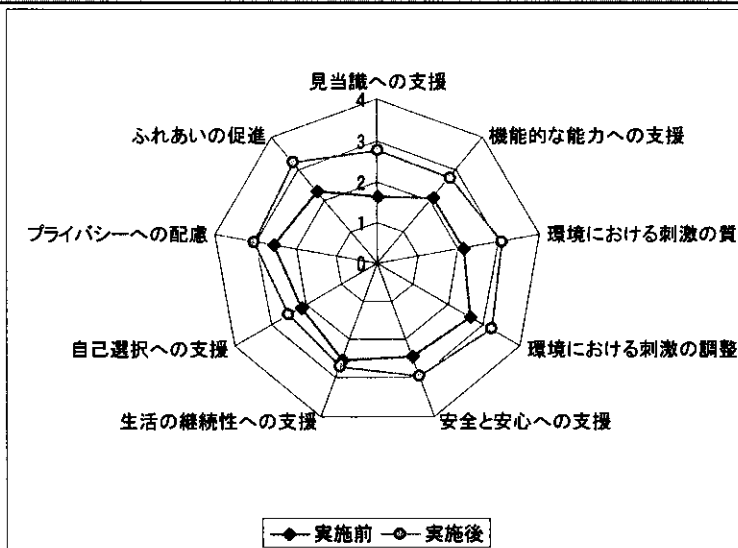 見当識への支援
4
ふれあいの促進
機能的な能力への支援
3
2
プライバシーへの配慮
環境における刺激の質
1
0
自己選択への支援
環境における刺激の調整
生活の継続性への支援
安全と安心への支援
実施前 実施後